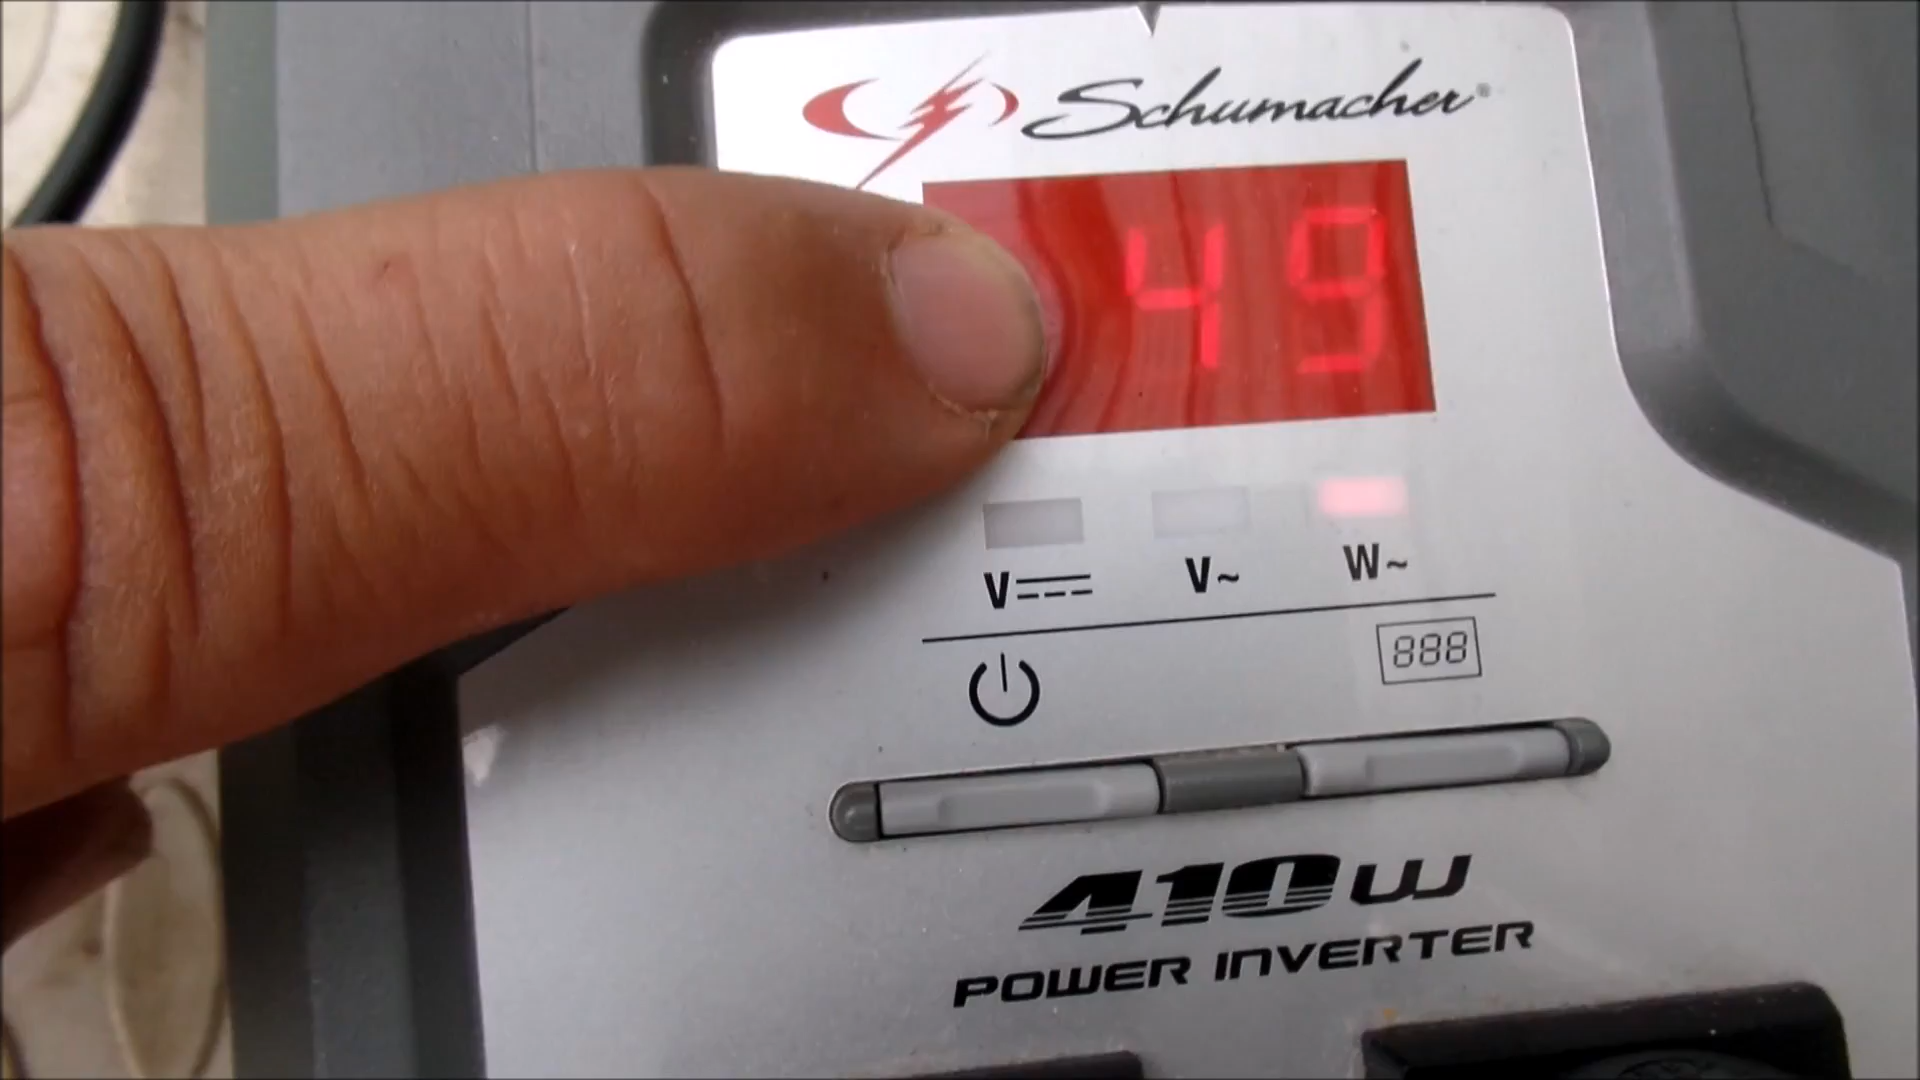 Schumacher®
49
V⎓ V~ W~
888
410W
POWER INVERTER